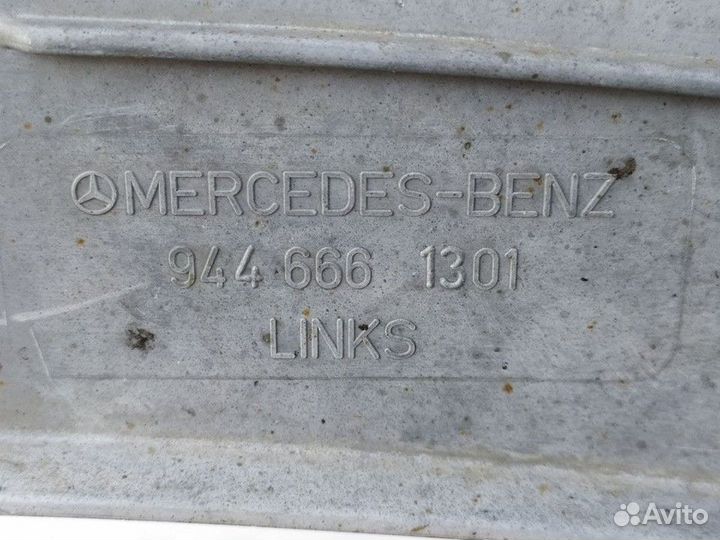 MERCEDES-BENZ
944 666 1301
LINKS
Avito